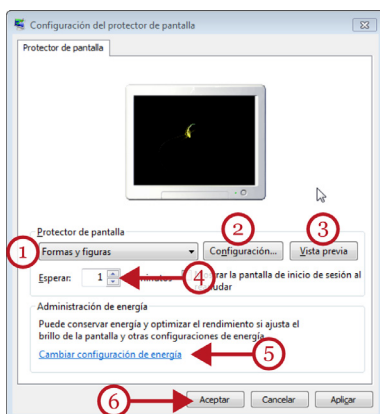 Configuración del protector de pantalla
Protector de pantalla
Protector de pantalla
2
3
1
Formas y figuras
Configuración...
Vista previa
Esperar:
1
4
rar la pantalla de inicio de sesión al
udar
Administración de energía
Puede conservar energía y optimizar el rendimiento si ajusta el
brillo de la pantalla y otras configuraciones de energía.
Cambiar configuración de energía
5
6
Aceptar
Cancelar
Aplicar